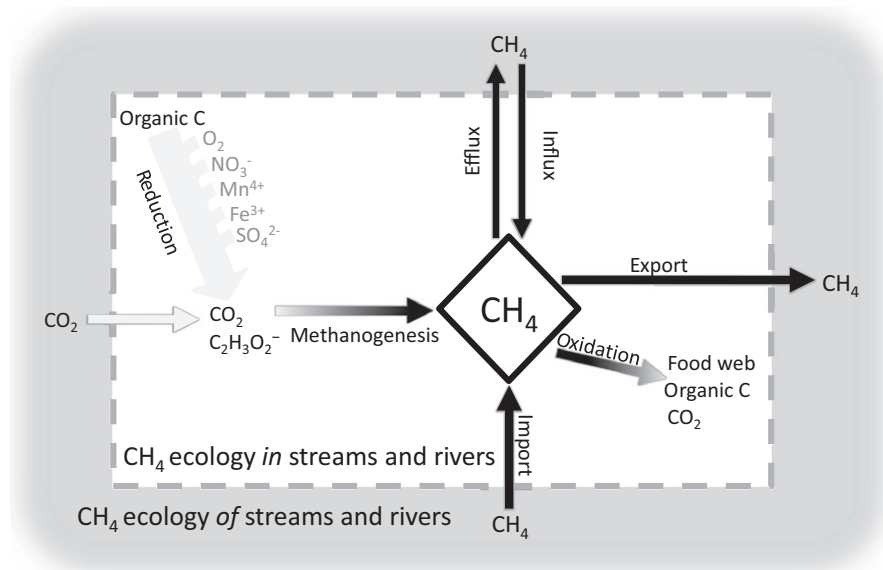 CH₄
Organic C
O₂
NO₃⁻
Mn⁴⁺
Fe³⁺
SO₄²⁻
Reduction
Efflux
Influx
Export
CH₄
CO₂
CO₂
C₂H₃O₂⁻
Methanogenesis
CH₄
Oxidation
Food web
Organic C
CO₂
Import
CH₄ ecology in streams and rivers
CH₄ ecology of streams and rivers
CH₄